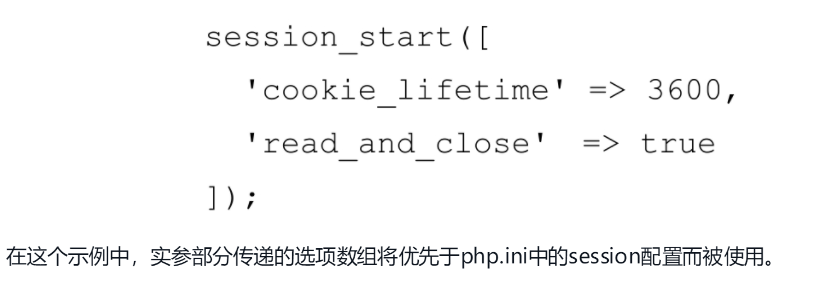 session_start([
'cookie_lifetime' => 3600,
'read_and_close' => true
]);
在这个示例中，实参部分传递的选项数组将优先于php.ini中的session配置而被使用。